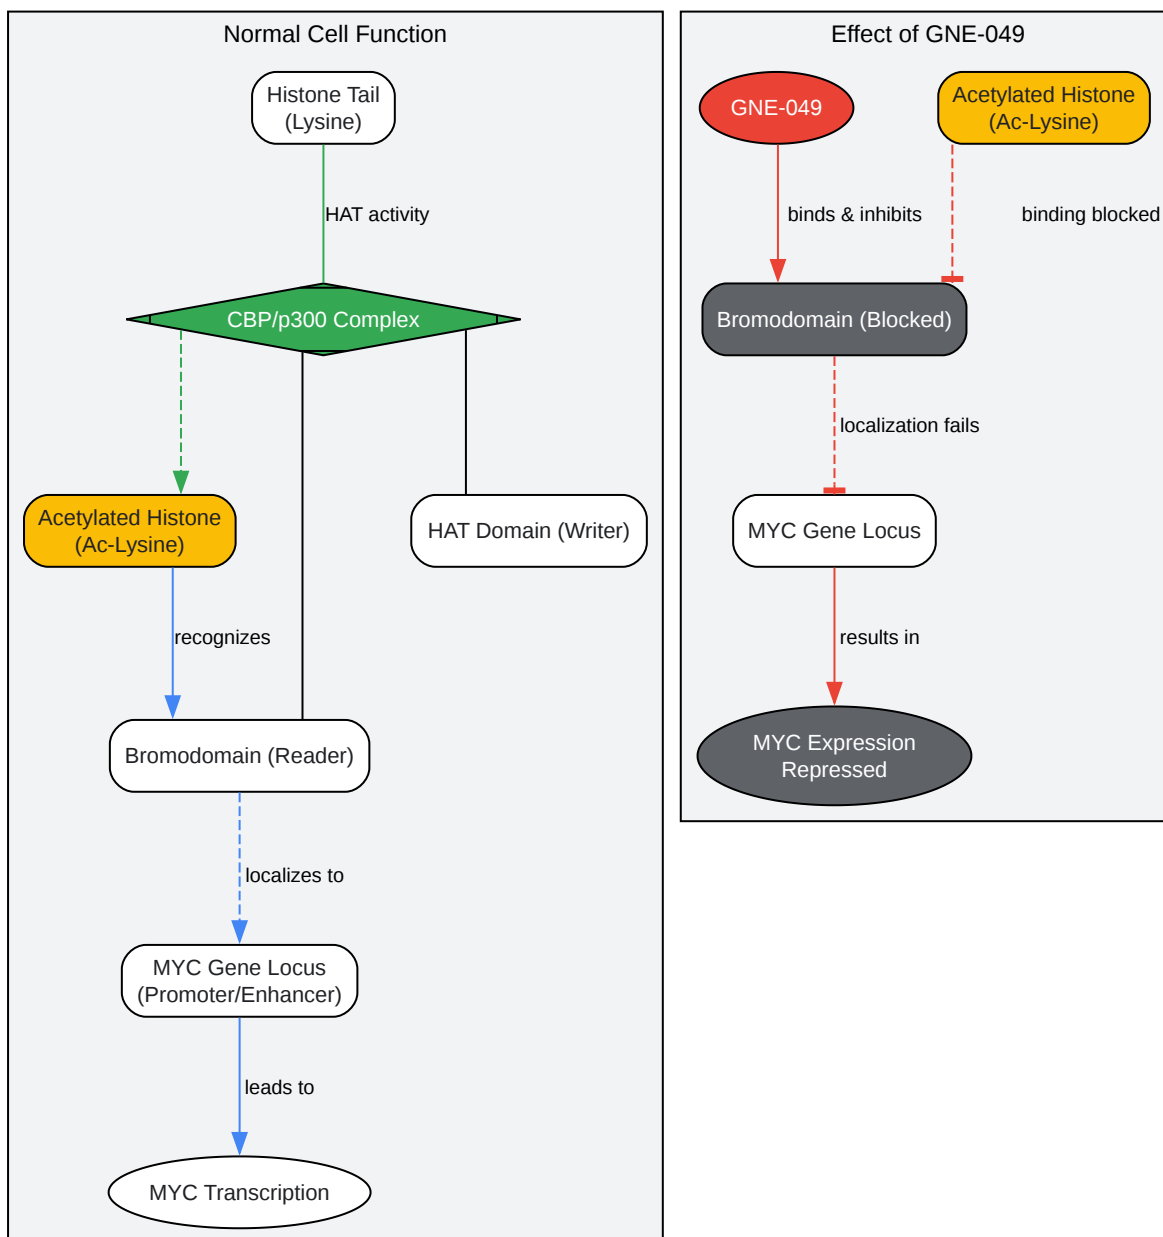 Normal Cell Function
Histone Tail
(Lysine)
HAT activity
CBP/p300 Complex
Acetylated Histone
(Ac-Lysine)
HAT Domain (Writer)
recognizes
Bromodomain (Reader)
localizes to
MYC Gene Locus
(Promoter/Enhancer)
leads to
MYC Transcription
Effect of GNE-049
GNE-049
Acetylated Histone
(Ac-Lysine)
binds & inhibits
binding blocked
Bromodomain (Blocked)
localization fails
MYC Gene Locus
results in
MYC Expression
Repressed